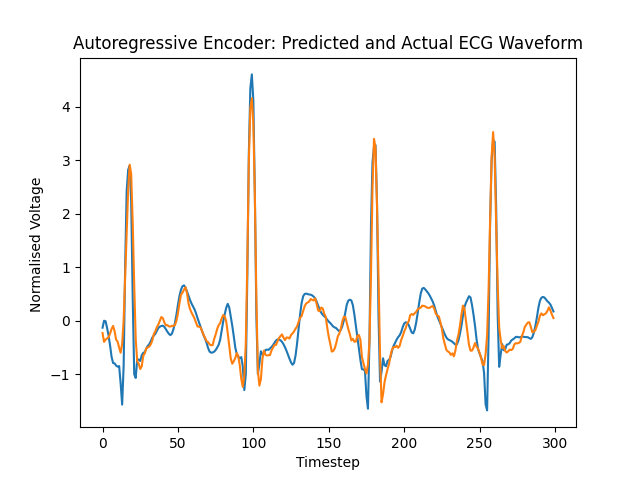 Autoregressive Encoder: Predicted and Actual ECG Waveform
4
3
2
1
0
−1
Normalised Voltage
0 50 100 150 200 250 300
Timestep